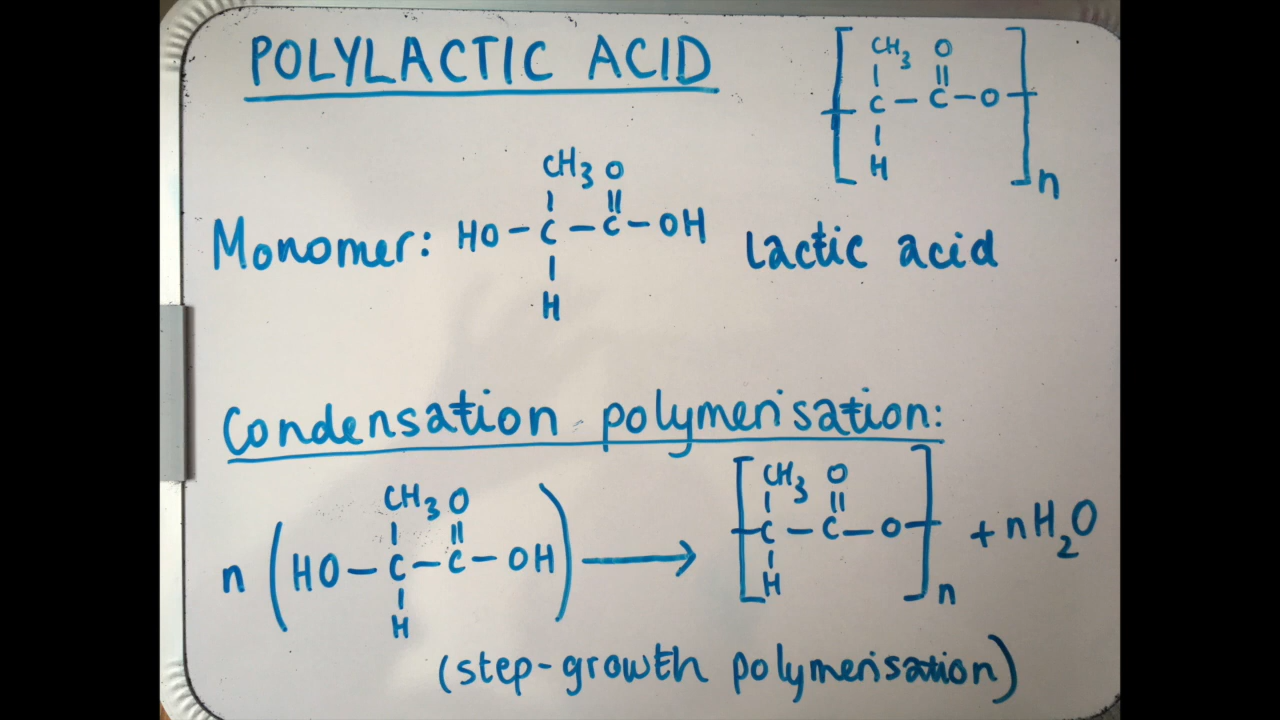 POLYLACTIC ACID
[ CH3 O
| ||
- C - C - O - ]n
|
H
CH3 O
| ||
Monomer: HO - C - C - OH Lactic acid
|
H
Condensation polymerisation:
CH3 O CH3 O
| || | ||
n (HO - C - C - OH) ⟶ [- C - C - O -]n + nH2O
| |
H H
(step-growth polymerisation)